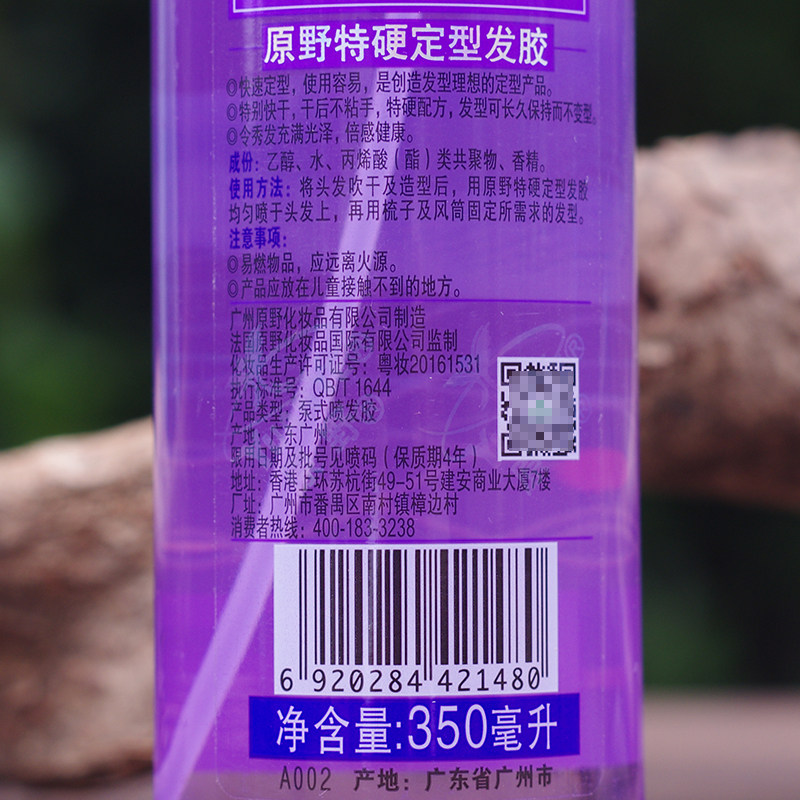 原野特硬定型发胶
◎快速定型，使用容易，是创造发型理想的定型产品。
◎特别快干，干后不粘手，特硬配方，发型可长久保持而不变型。
◎令秀发充满光泽，倍感健康。
成份：乙醇、水、丙烯酸（酯）类共聚物、香精。
使用方法：将头发吹干及造型后，用原野特硬定型发胶
均匀喷于头发上，再用梳子及风筒固定所需求的发型。
注意事项：
◎易燃物品，应远离火源。
◎产品应放在儿童接触不到的地方。
广州原野化妆品有限公司制造
法国原野化妆品国际有限公司监制
化妆品生产许可证号：粤妆20161531
执行标准号：QB/T 1644
产品类型：泵式喷发胶
产地：广东广州
限用日期及批号见喷码（保质期4年）
地址：香港上环苏杭街49-51号建安商业大厦7楼
厂址：广州市番禺区南村镇樟边村
消费者热线：400-183-3238
6 920284 421480
净含量:350毫升
A002 产地：广东省广州市